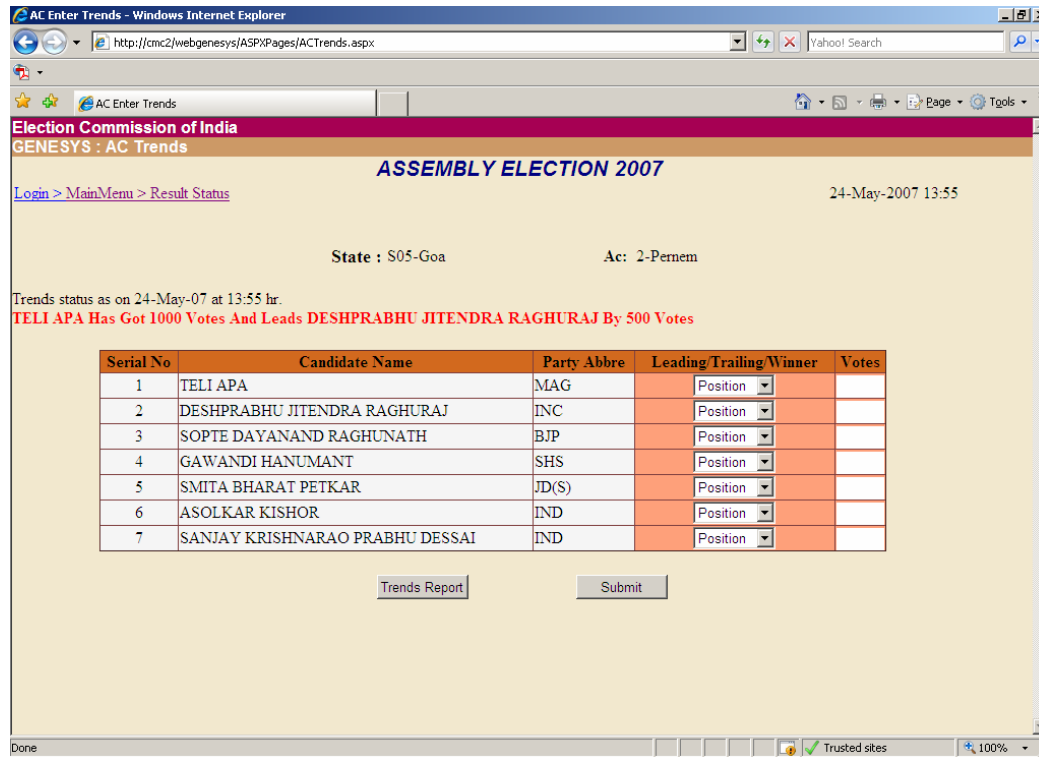 AC Enter Trends - Windows Internet Explorer
http://cmc2/webgenesys/ASPXPages/ACTrends.aspx
Yahoo! Search
AC Enter Trends
Page
Tools
Election Commission of India
GENESYS : AC Trends
ASSEMBLY ELECTION 2007
Login > MainMenu > Result Status 24-May-2007 13:55
State : S05-Goa Ac: 2-Pernem
Trends status as on 24-May-07 at 13:55 hr.
TELI APA Has Got 1000 Votes And Leads DESHPRABHU JITENDRA RAGHURAJ By 500 Votes
Serial No Candidate Name Party Abbre Leading/Trailing/Winner Votes
1 TELI APA MAG Position
2 DESHPRABHU JITENDRA RAGHURAJ INC Position
3 SOPTE DAYANAND RAGHUNATH BJP Position
4 GAWANDI HANUMANT SHS Position
5 SMITA BHARAT PETKAR JD(S) Position
6 ASOLKAR KISHOR IND Position
7 SANJAY KRISHNARAO PRABHU DESSAI IND Position
Trends Report Submit
Done Trusted sites 100%